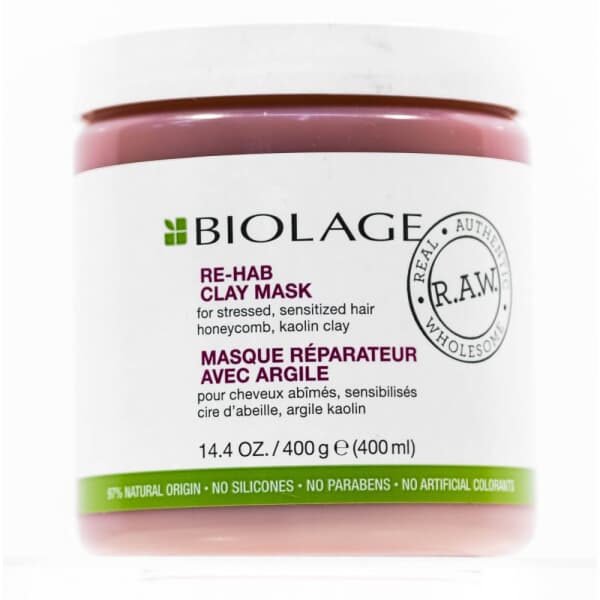 BIOLAGE
REAL • AUTHENTIC • WHOLESOME •
R.A.W.
RE-HAB
CLAY MASK
for stressed, sensitized hair
honeycomb, kaolin clay
MASQUE RÉPARATEUR
AVEC ARGILE
pour cheveux abîmés, sensibilisés
cire d'abeille, argile kaolin
14.4 OZ. / 400 g ℮ (400 ml)
97% NATURAL ORIGIN • NO SILICONES • NO PARABENS • NO ARTIFICIAL COLORANTS